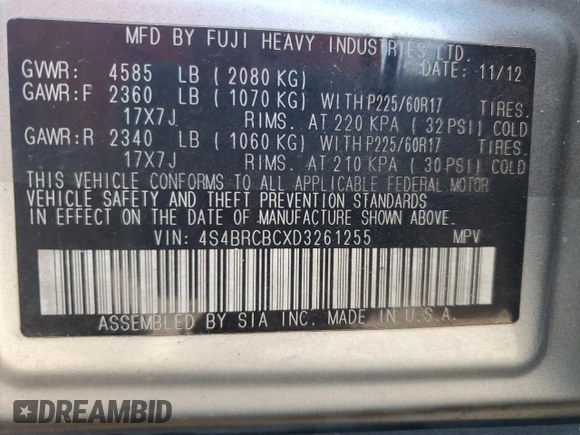 MFD BY FUJI HEAVY INDUSTRIES LTD.
GVWR: 4585 LB ( 2080 KG) DATE: 11/12
GAWR:F 2360 LB ( 1070 KG) WITH P225/60R17 TIRES.
17X7J RIMS. AT 220 KPA ( 32 PSI) COLD
GAWR:R 2340 LB ( 1060 KG) WITH P225/60R17 TIRES.
17X7J RIMS. AT 210 KPA ( 30 PSI) COLD
THIS VEHICLE CONFORMS TO ALL APPLICABLE FEDERAL MOTOR
VEHICLE SAFETY AND THEFT PREVENTION STANDARDS
IN EFFECT ON THE DATE OF MANUFACTURE SHOWN ABOVE.
VIN: 4S4BRCBCXD3261255 MPV
ASSEMBLED BY SIA INC. MADE IN U.S.A.
DREAMBID